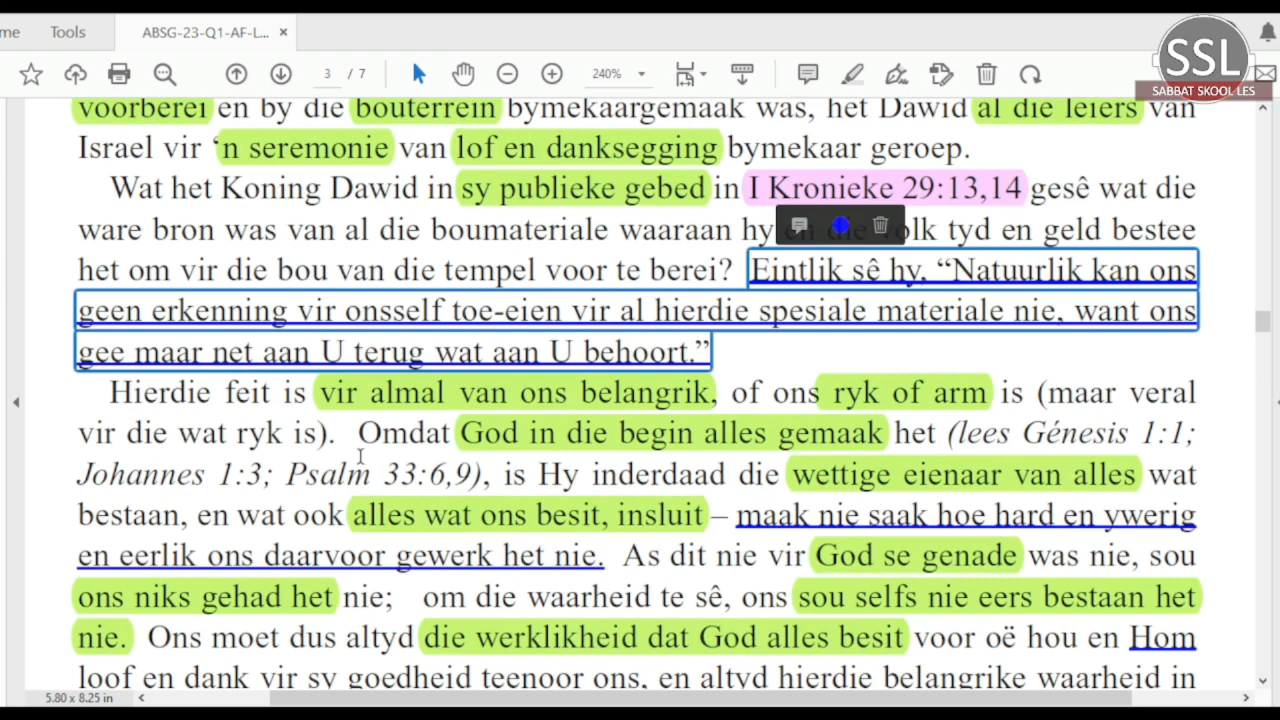 me
Tools
ABSG-23-Q1-AF-L... ×
SSL
SABBAT SKOOL LES
3 / 7
240%
voorberei en by die bouterrein bymekaargemaak was, het Dawid al die leiers van
Israel vir ‘n seremonie van lof en danksegging bymekaar geroep.
Wat het Koning Dawid in sy publieke gebed in I Kronieke 29:13,14 gesê wat die
ware bron was van al die boumateriale waaraan hy en die volk tyd en geld bestee
het om vir die bou van die tempel voor te berei? Eintlik sê hy, “Natuurlik kan ons
geen erkenning vir onsself toe-eien vir al hierdie spesiale materiale nie, want ons
gee maar net aan U terug wat aan U behoort.”
Hierdie feit is vir almal van ons belangrik, of ons ryk of arm is (maar veral
vir die wat ryk is). Omdat God in die begin alles gemaak het (lees Génesis 1:1;
Johannes 1:3; Psalm 33:6,9), is Hy inderdaad die wettige eienaar van alles wat
bestaan, en wat ook alles wat ons besit, insluit – maak nie saak hoe hard en ywerig
en eerlik ons daarvoor gewerk het nie. As dit nie vir God se genade was nie, sou
ons niks gehad het nie; om die waarheid te sê, ons sou selfs nie eers bestaan het
nie. Ons moet dus altyd die werklikheid dat God alles besit voor oë hou en Hom
loof en dank vir sy goedheid teenoor ons, en altyd hierdie belangrike waarheid in
5.80 x 8.25 in